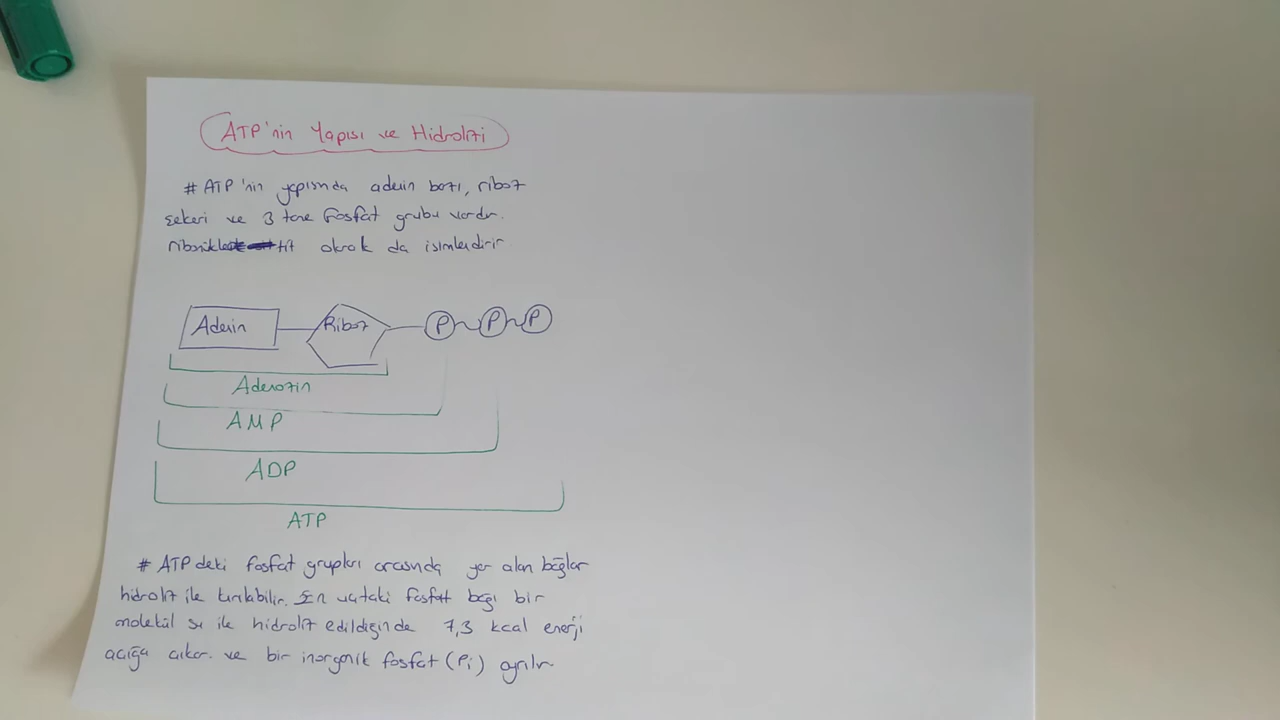 ATP'nin Yapısı ve Hidrolizi
# ATP'nin yapısında adenin bazı, riboz
şekeri ve 3 tane fosfat grubu vardır.
olarak da isimlendirir
Adenin Riboz P P P
Adenozin
AMP
ADP
ATP
# ATP deki fosfat grupları arasında yer alan bağlar
hidroliz ile kırılabilir. En uçtaki fosfat bağı bir
molekül su ile hidroliz edildiğinde 7,3 kcal enerji
açığa çıkar. ve bir inorganik fosfat (Pi) ayrılır